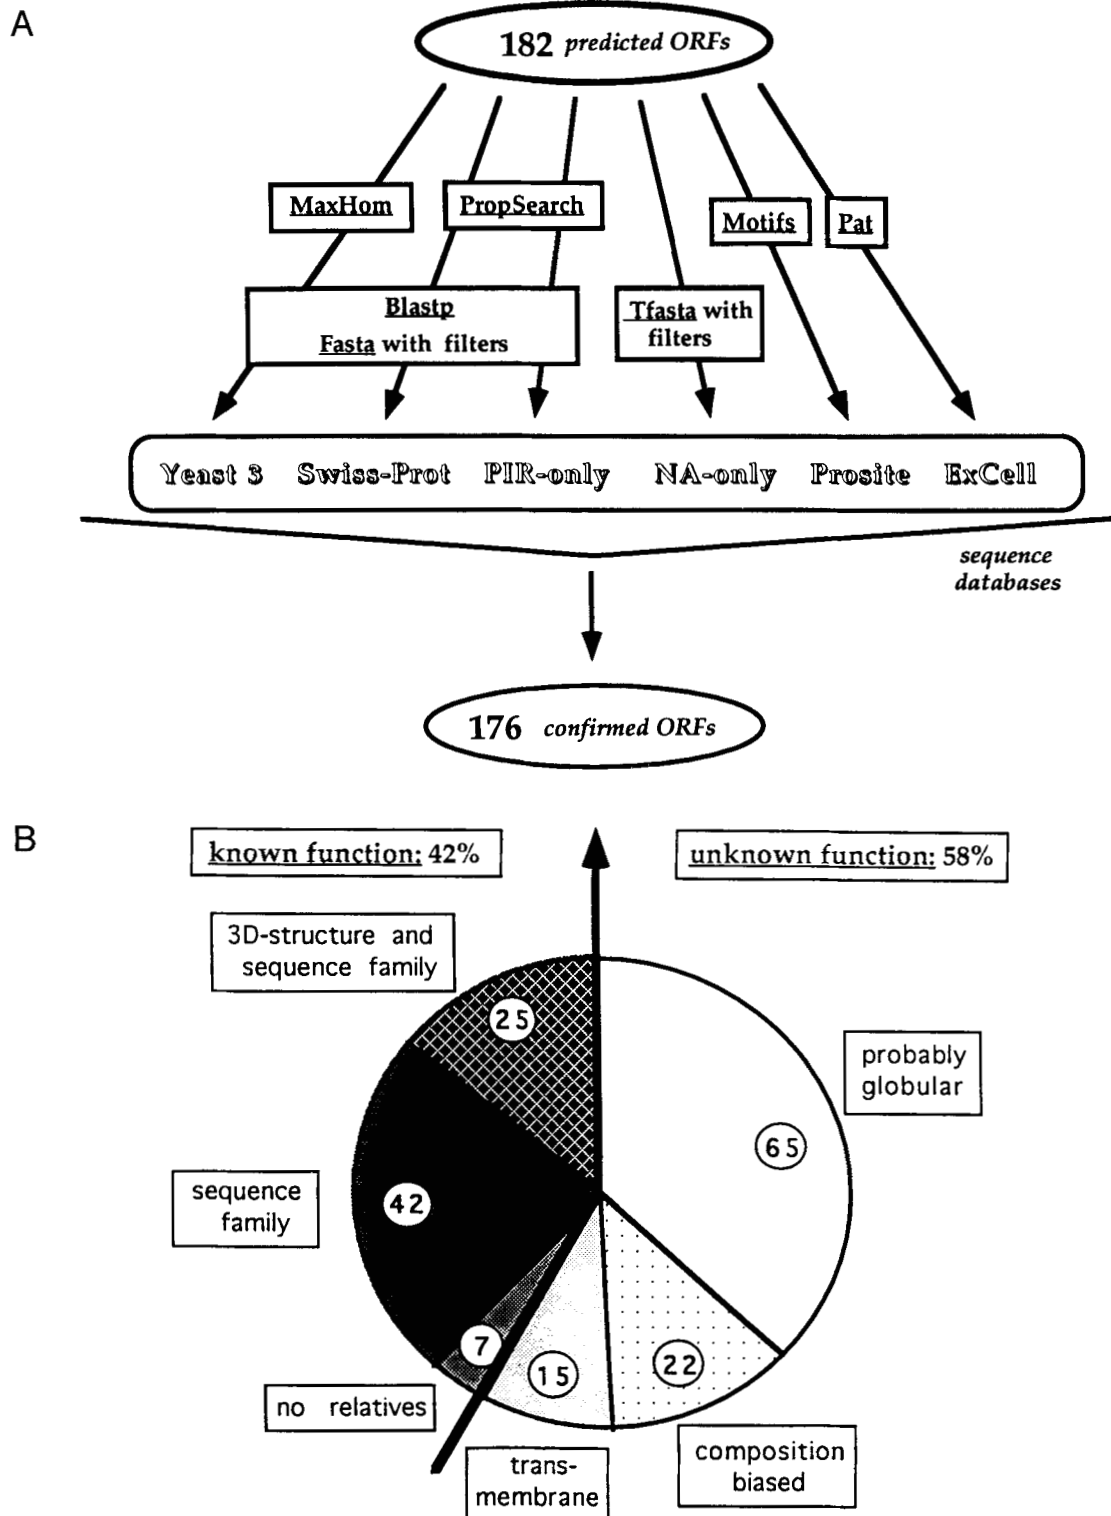 A
182 predicted ORFs
MaxHom
PropSearch
Motifs
Pat
Blastp
Fasta with filters
Tfasta with
filters
Yeast 3 Swiss-Prot PIR-only NA-only Prosite ExCell
sequence
databases
176 confirmed ORFs
B
known function: 42%
unknown function: 58%
3D-structure and
sequence family
25
probably
globular
65
sequence
family
42
7
15
22
no relatives
trans-
membrane
composition
biased